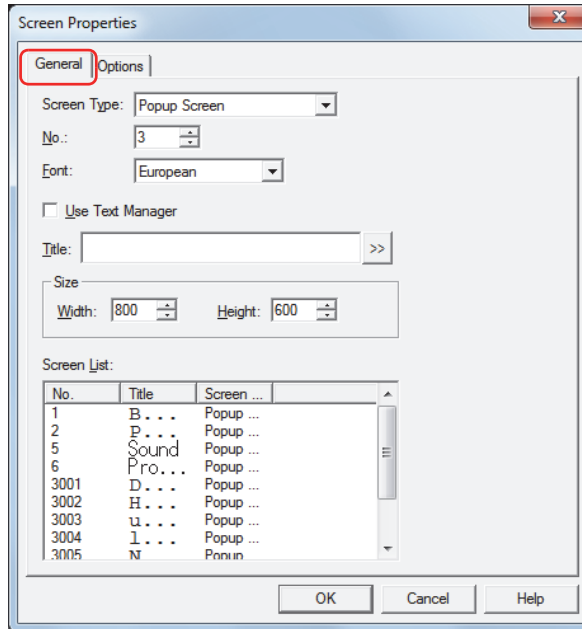 Screen Properties
x
General Options
Screen Type: Popup Screen
No.: 3
Font: European
Use Text Manager
Title: >>
Size
Width: 800 Height: 600
Screen List:
No. Title Screen ...
1 B... Popup ...
2 P... Popup ...
5 Sound Popup ...
6 Pro... Popup ...
3001 D... Popup ...
3002 H... Popup ...
3003 u... Popup ...
3004 l... Popup ...
3005 N Popup
OK Cancel Help